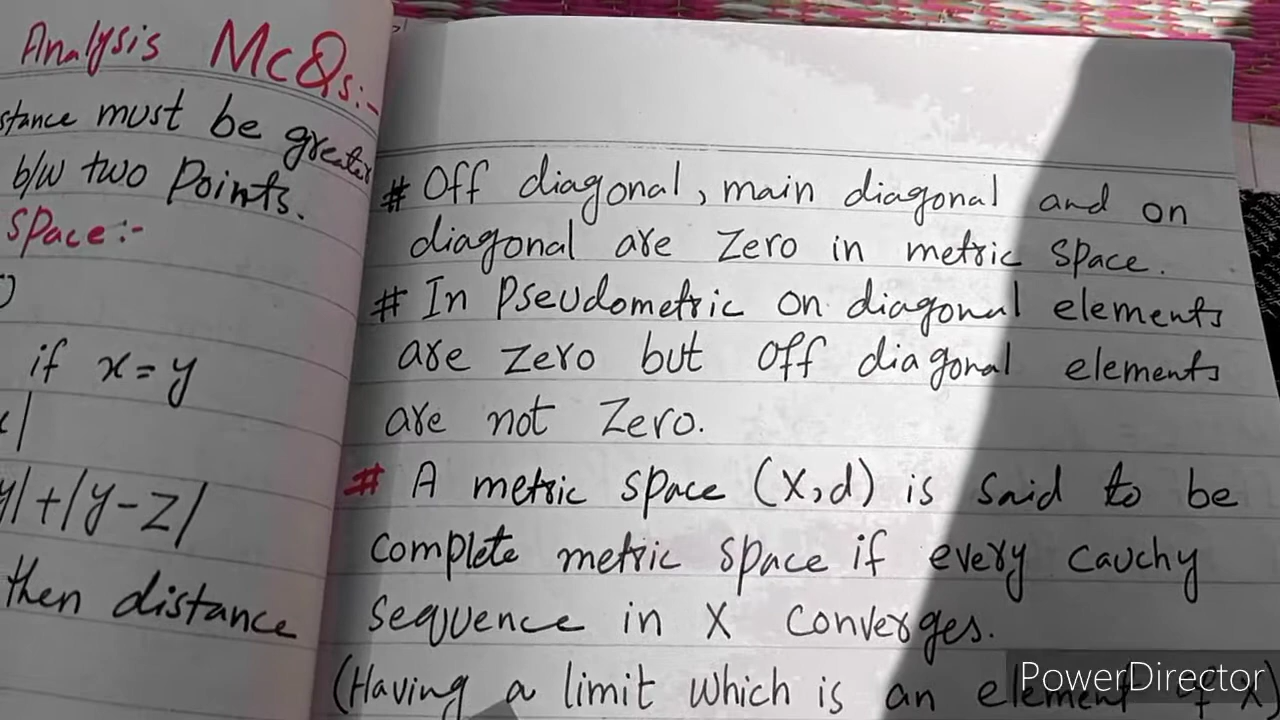 Analysis McQs:-
stance must be greater
b/w two Points.
Space:-
if x=y
y|+|y-z|
then distance
# Off diagonal, main diagonal and on
diagonal are Zero in metric space.
# In Pseudometric on diagonal elements
are zero but off diagonal elements
are not Zero.
# A metric space (X,d) is said to be
complete metric space if every cauchy
sequence in X converges.
(Having a limit which is an element of X)
PowerDirector